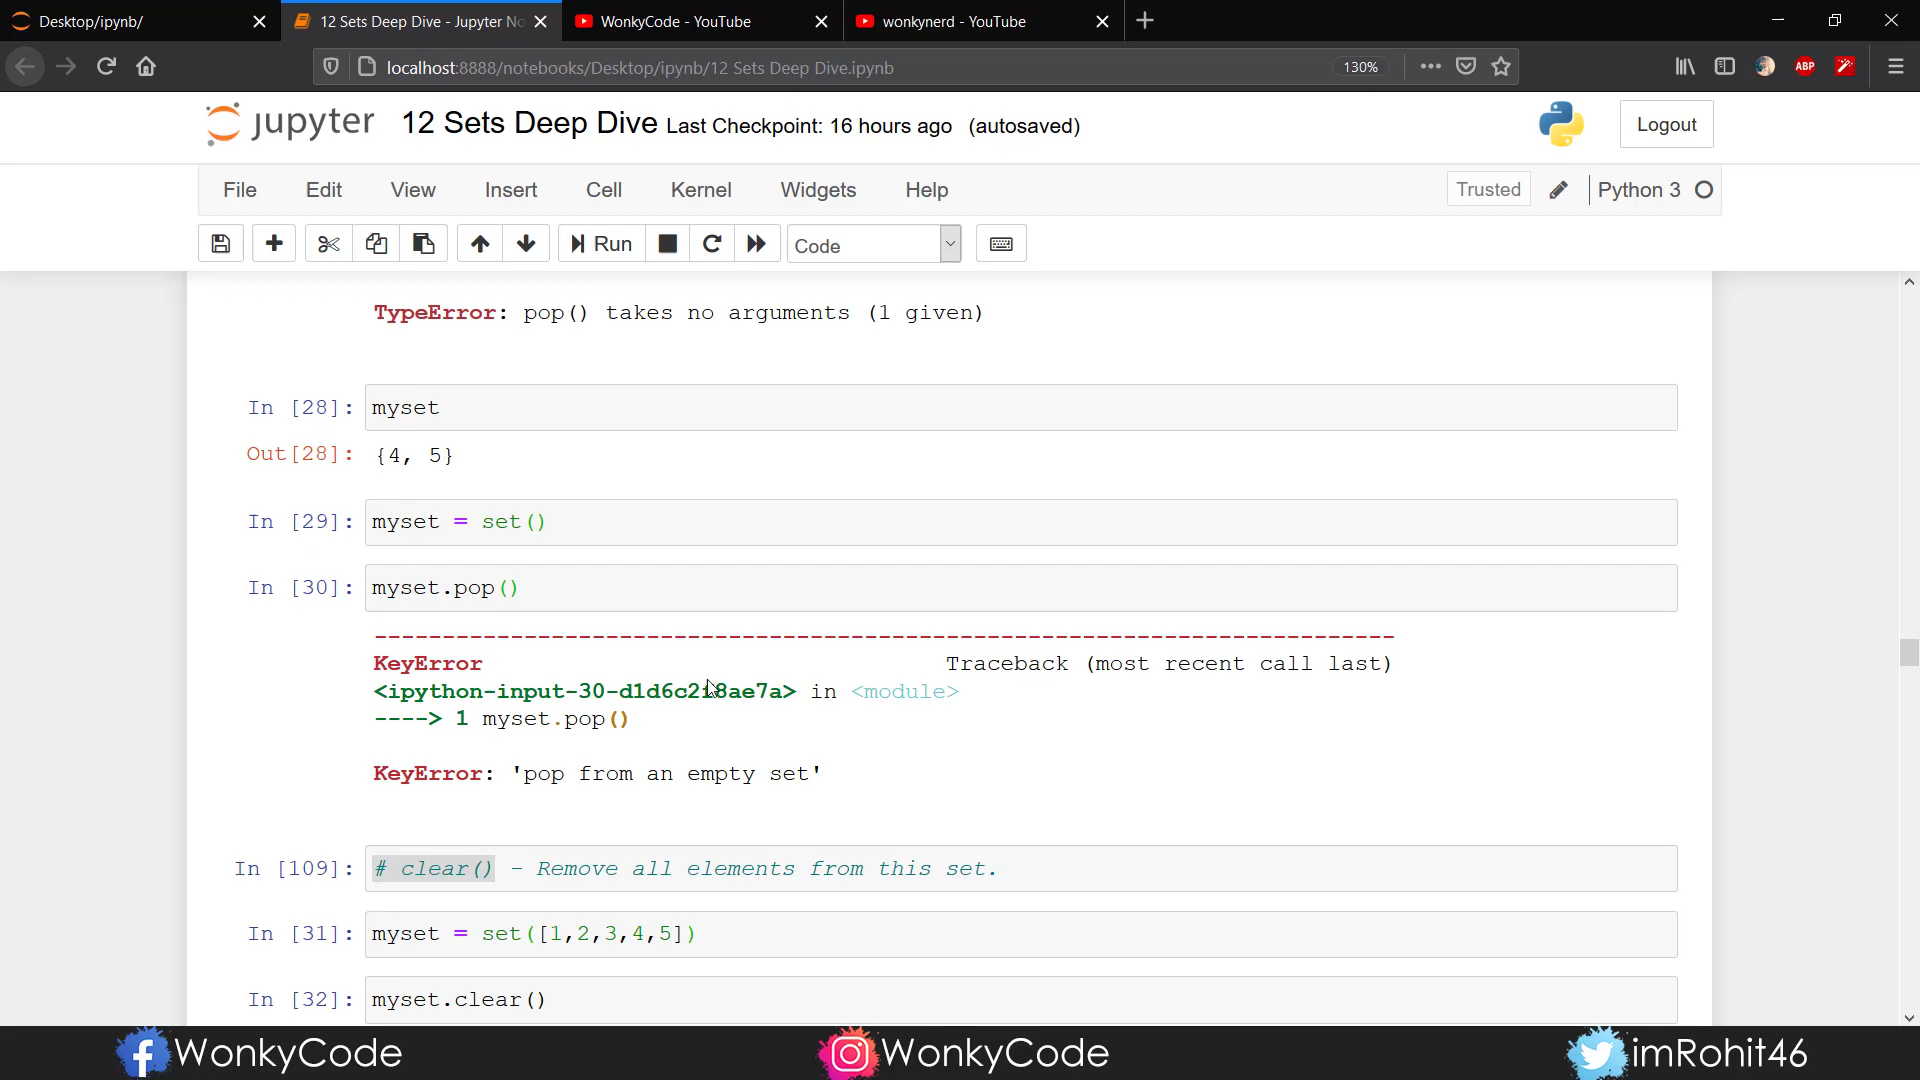 Desktop/ipynb/
12 Sets Deep Dive - Jupyter No
WonkyCode - YouTube
wonkynerd - YouTube
localhost:8888/notebooks/Desktop/ipynb/12 Sets Deep Dive.ipynb
130%
ABP
jupyter
12 Sets Deep Dive Last Checkpoint: 16 hours ago (autosaved)
Logout
File Edit View Insert Cell Kernel Widgets Help
Trusted
Python 3
Run
Code
TypeError: pop() takes no arguments (1 given)
In [28]: myset
Out[28]: {4, 5}
In [29]: myset = set()
In [30]: myset.pop()
---------------------------------------------------------------------------
KeyError Traceback (most recent call last)
<ipython-input-30-d1d6c2f8ae7a> in <module>
----> 1 myset.pop()
KeyError: 'pop from an empty set'
In [109]: # clear() - Remove all elements from this set.
In [31]: myset = set([1,2,3,4,5])
In [32]: myset.clear()
WonkyCode
WonkyCode
imRohit46